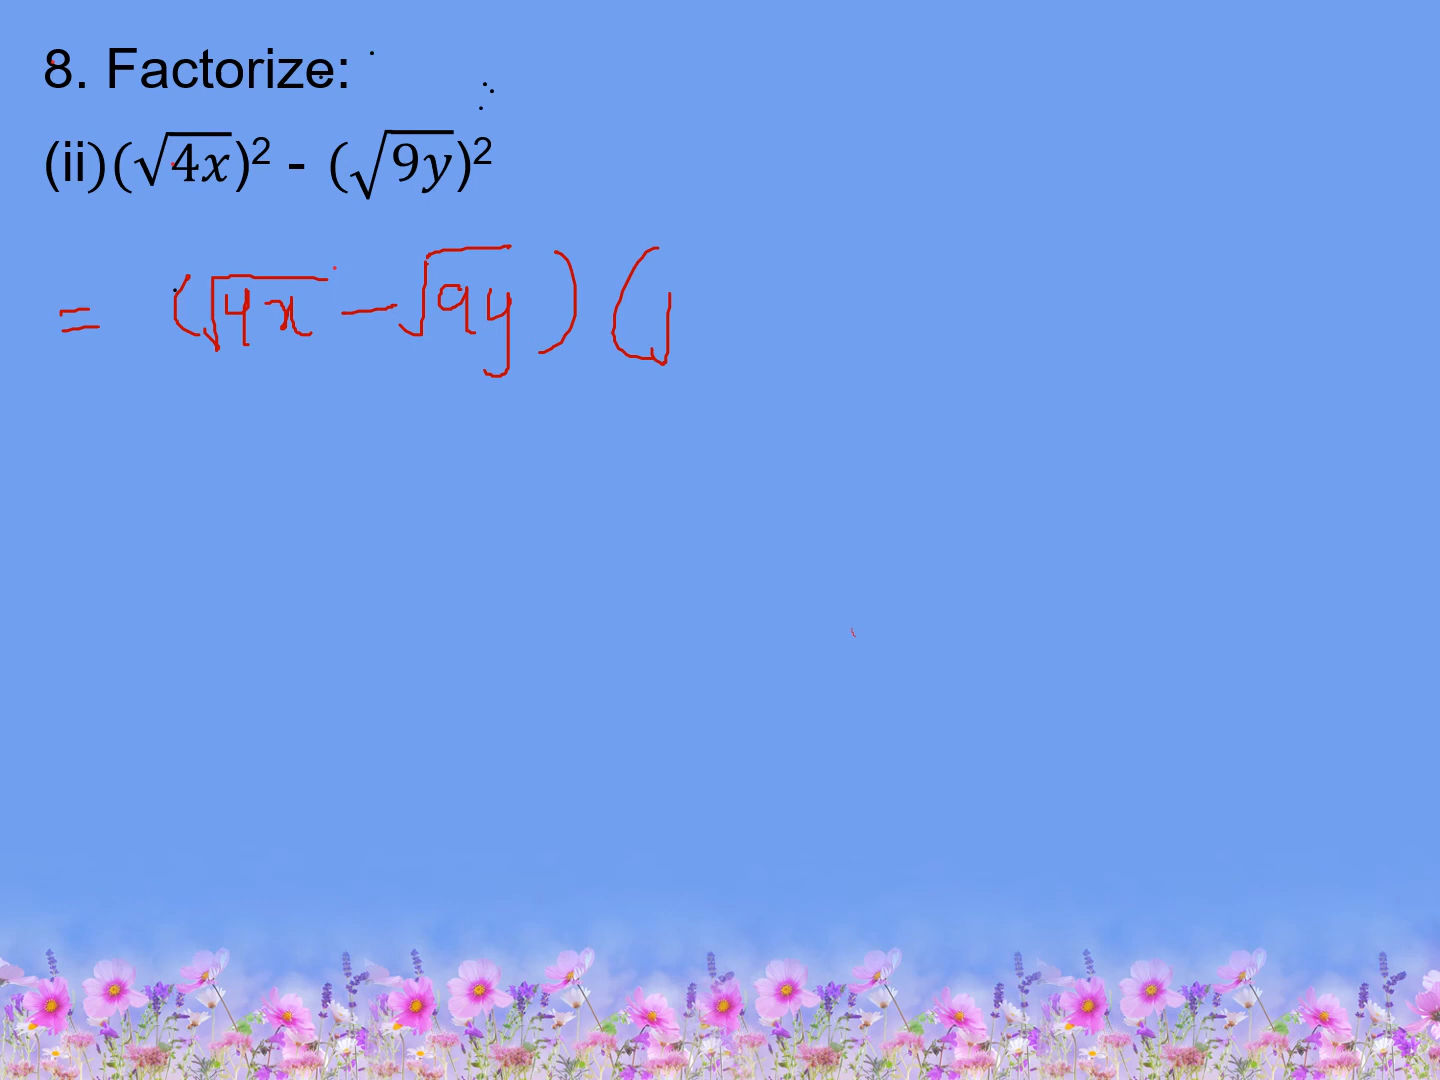 8. Factorize:
(ii)(√4x)² - (√9y)²
= (√4x - √9y) (√